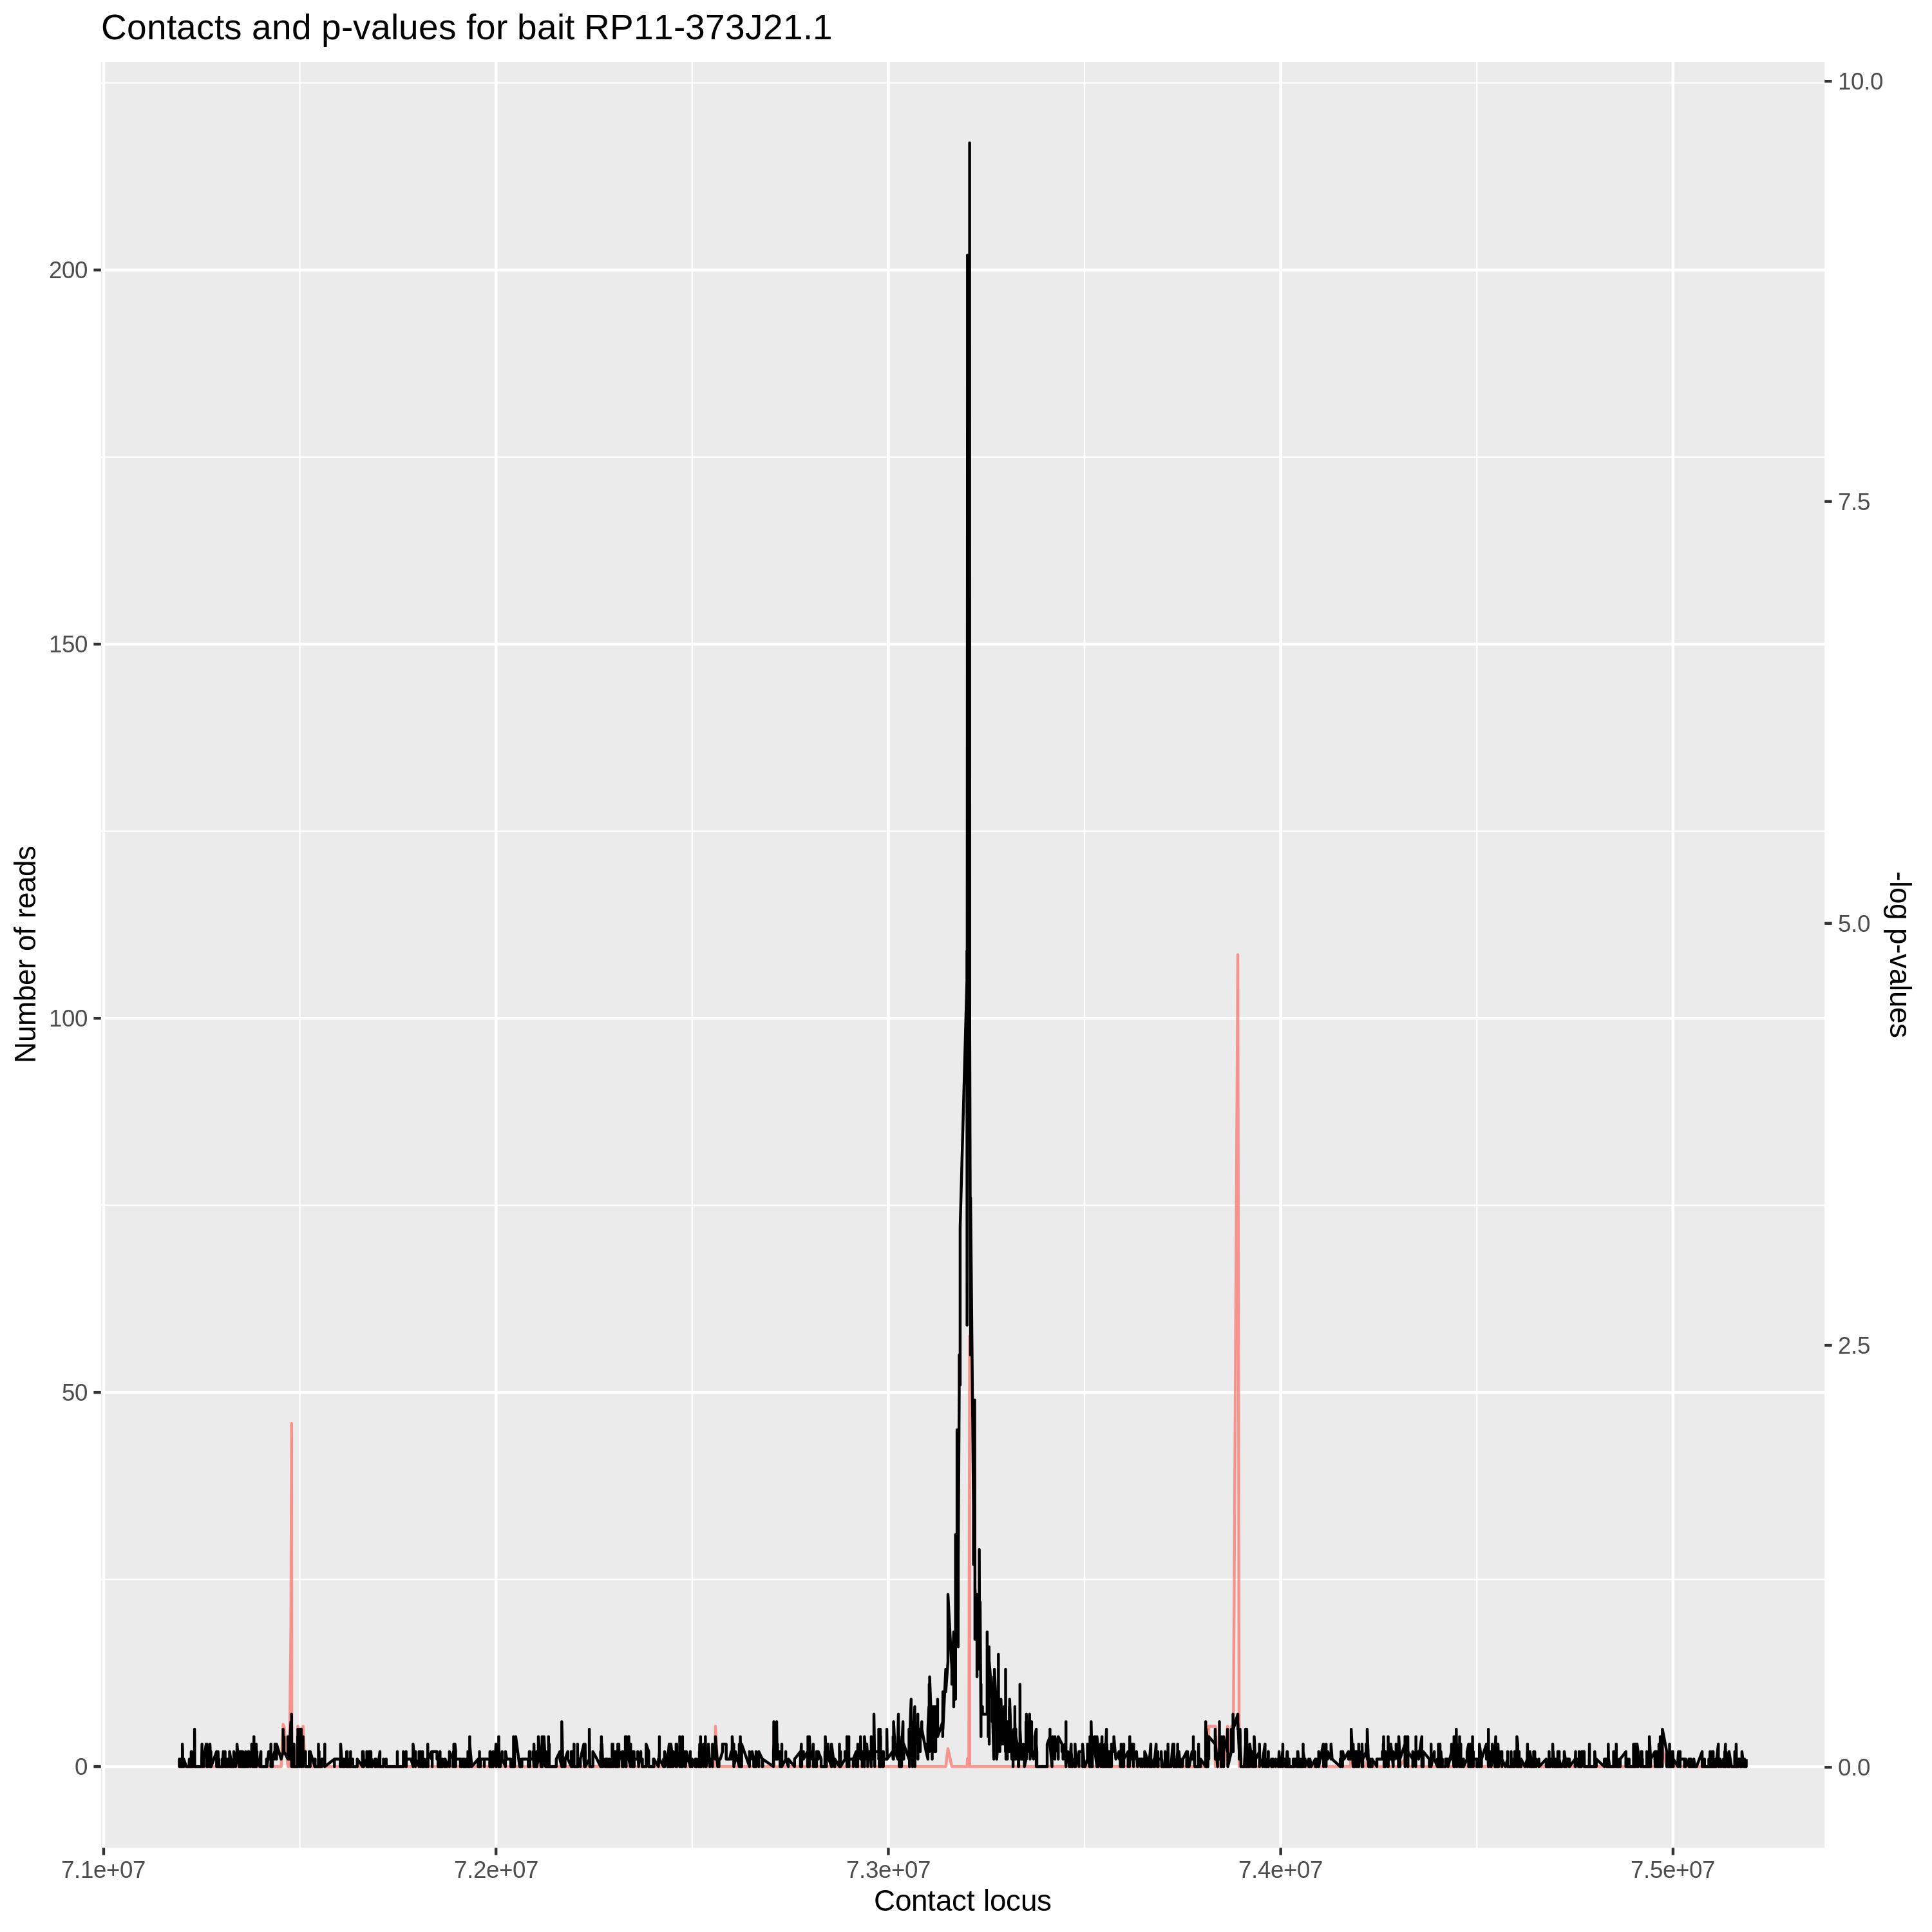 Contacts and p-values for bait RP11-373J21.1
10.0
200
7.5
150
Number of reads
5.0
-log p-values
100
2.5
50
0
0.0
7.1e+07 7.2e+07 7.3e+07 7.4e+07 7.5e+07
Contact locus